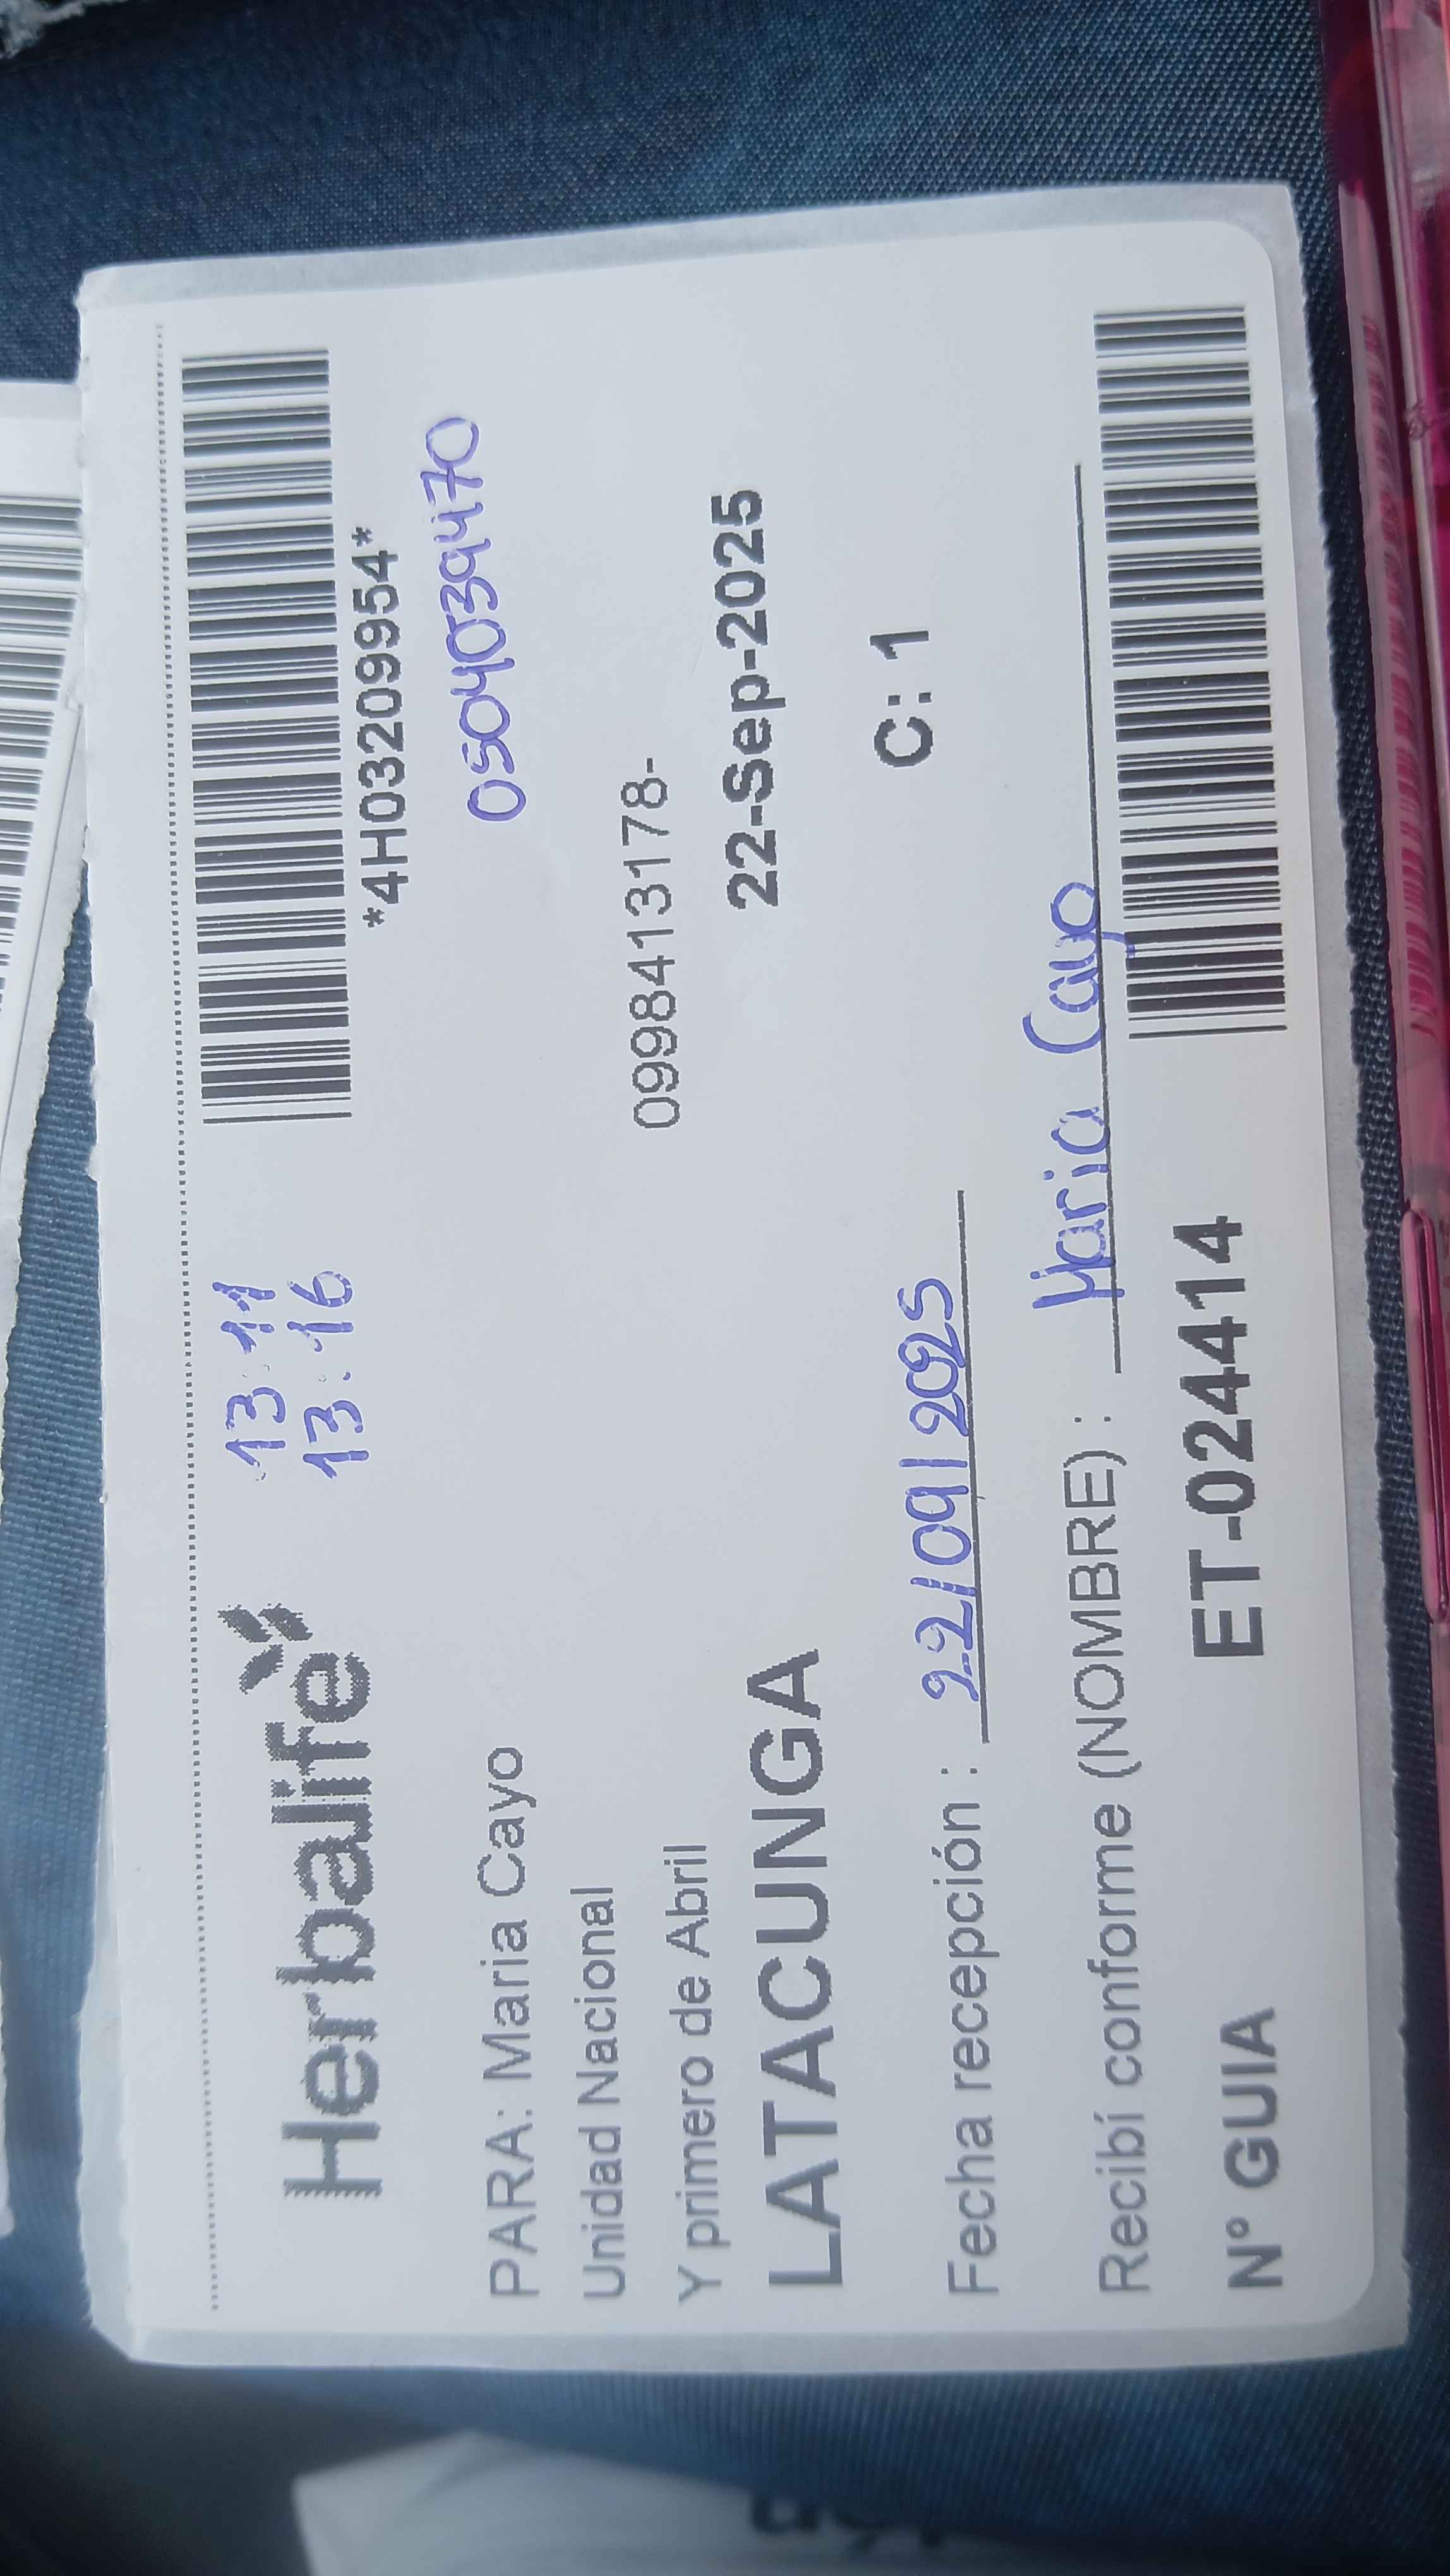 Herbalife
13:11
13:16
*4H03209954*
PARA: Maria Cayo
0504039470
Unidad Nacional
0998413178-
Y primero de Abril
22-Sep-2025
LATACUNGA
C: 1
Fecha recepción : 22/09/2025
Recibí conforme (NOMBRE) : Maria Cayo
N° GUIA ET-024414